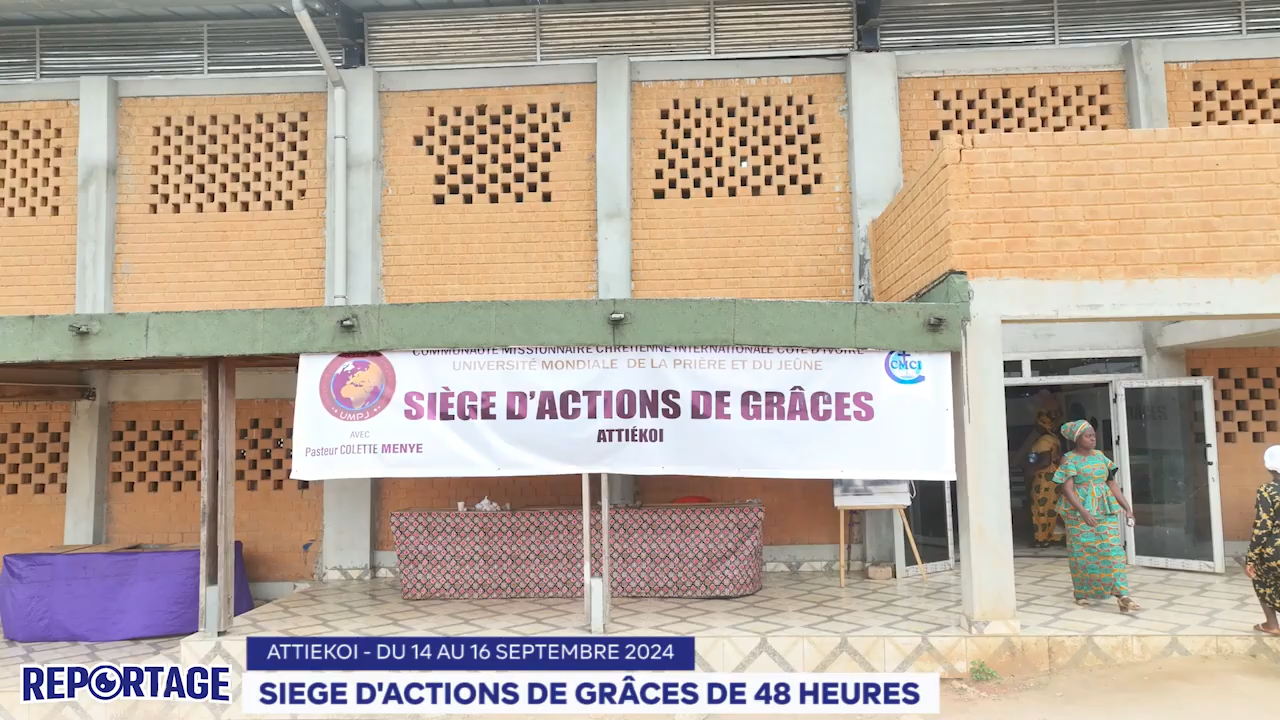 COMMUNAUTÉ MISSIONNAIRE CHRÉTIENNE INTERNATIONALE CÔTE D'IVOIRE
UNIVERSITÉ MONDIALE DE LA PRIÈRE ET DU JEÛNE
CMCI
SIÈGE D'ACTIONS DE GRÂCES
UMPJ
ATTIÉKOI
AVEC
Pasteur COLETTE MENYE
ATTIEKOI - DU 14 AU 16 SEPTEMBRE 2024
REPORTAGE
SIEGE D'ACTIONS DE GRÂCES DE 48 HEURES